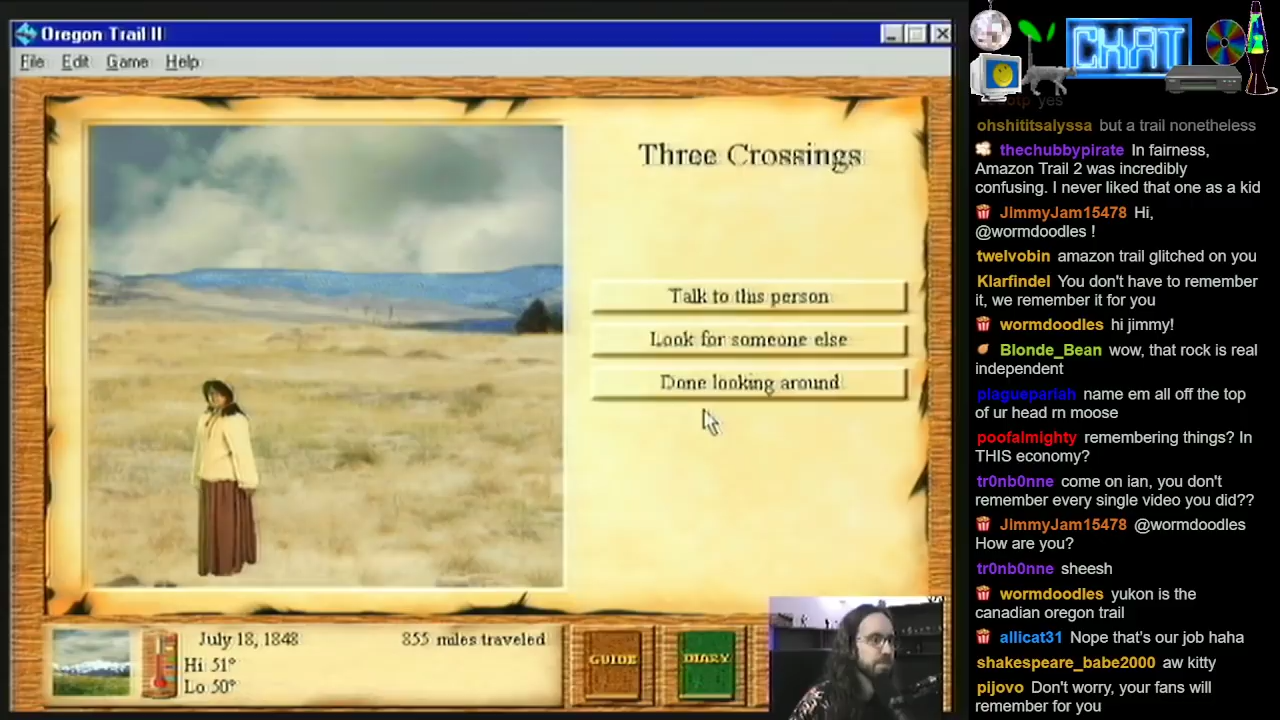 Oregon Trail II
File Edit Game Help
Three Crossings
Talk to this person
Look for someone else
Done looking around
July 18, 1848
855 miles traveled
Hi 51°
Lo 50°
GUIDE
DIARY
CHAT
yes
ohshititsalyssa but a trail nonetheless
thechubbypirate In fairness,
Amazon Trail 2 was incredibly
confusing. I never liked that one as a kid
JimmyJam15478 Hi,
@wormdoodles !
twelvobin amazon trail glitched on you
Klarfindel You don't have to remember
it, we remember it for you
wormdoodles hi jimmy!
Blonde_Bean wow, that rock is real
independent
plaguepariah name em all off the top
of ur head rn moose
poofalmighty remembering things? In
THIS economy?
tr0nb0nne come on ian, you don't
remember every single video you did??
JimmyJam15478 @wormdoodles
How are you?
tr0nb0nne sheesh
wormdoodles yukon is the
canadian oregon trail
allicat31 Nope that's our job haha
shakespeare_babe2000 aw kitty
pijovo Don't worry, your fans will
remember for you